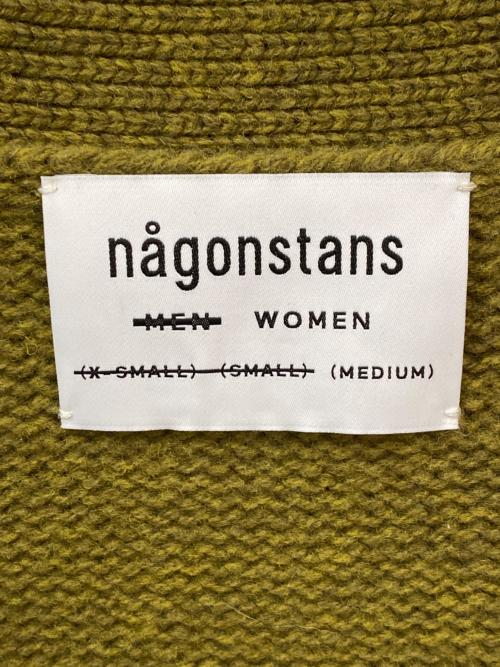 någonstans
MEN WOMEN
(X-SMALL) (SMALL) (MEDIUM)